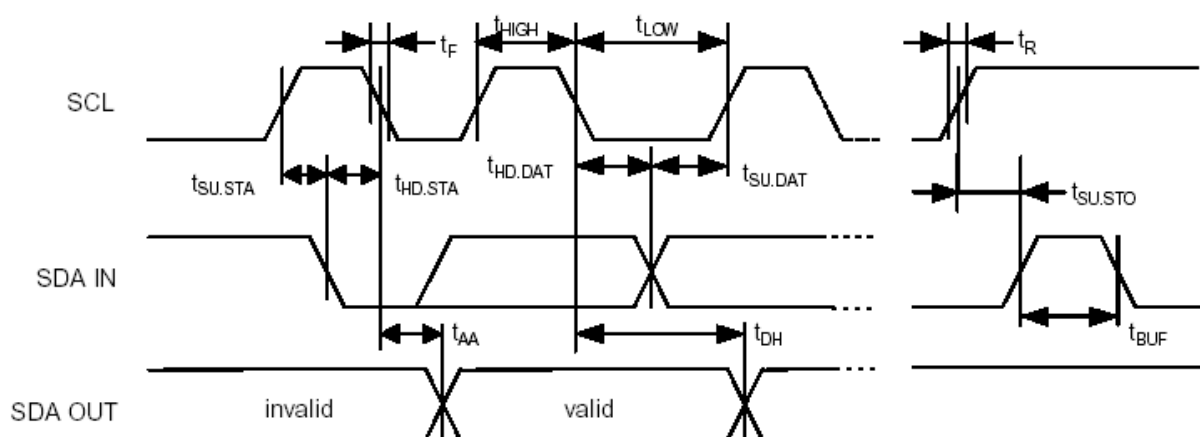 tHIGH tLOW
tF tR
SCL
tSU.STA tHD.STA tHD.DAT tSU.DAT
tSU.STO
SDA IN
tAA tDH tBUF
SDA OUT invalid valid